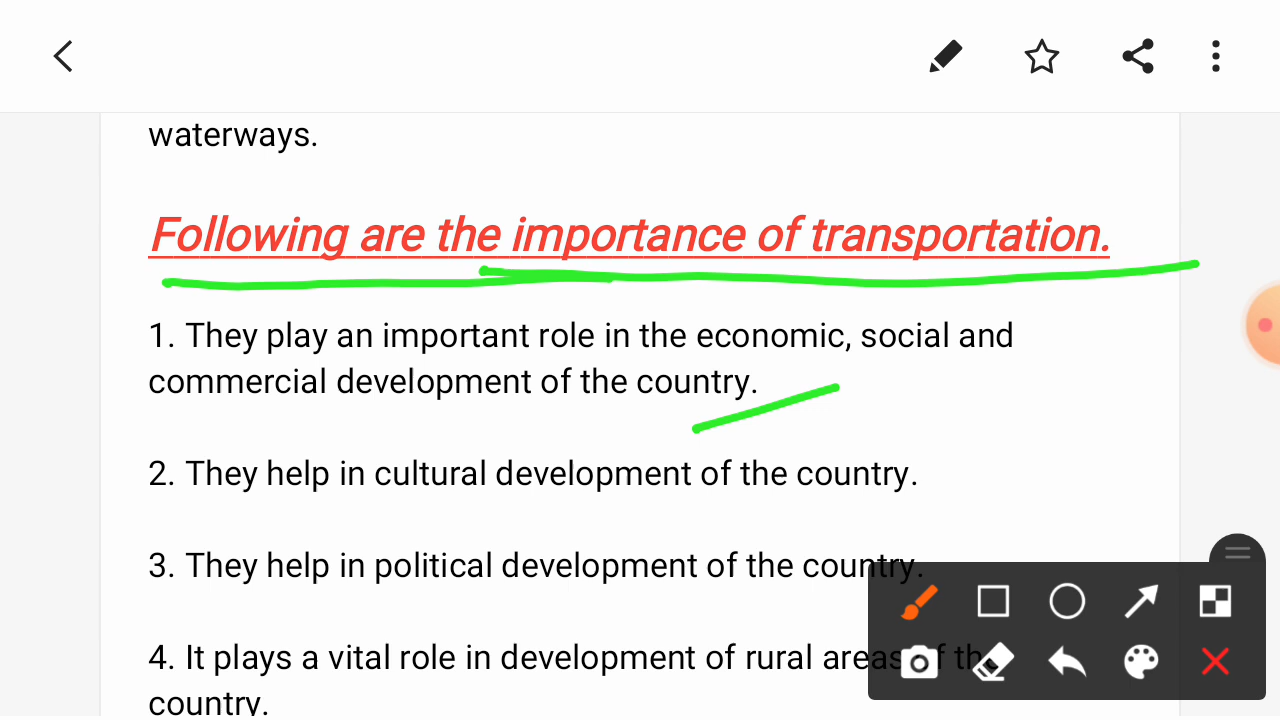 waterways.
Following are the importance of transportation.
1. They play an important role in the economic, social and
commercial development of the country.
2. They help in cultural development of the country.
3. They help in political development of the country.
4. It plays a vital role in development of rural areas of the
country.